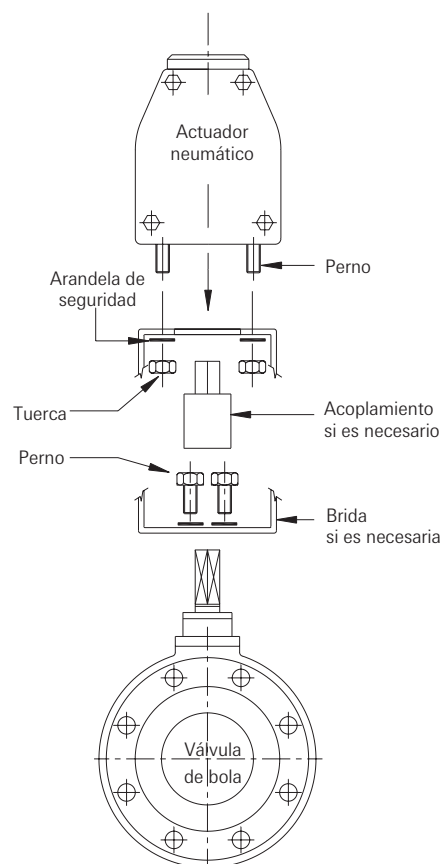 Actuador
neumático
Perno
Arandela de
seguridad
Tuerca
Acoplamiento
si es necesario
Perno
Brida
si es necesaria
Válvula
de bola